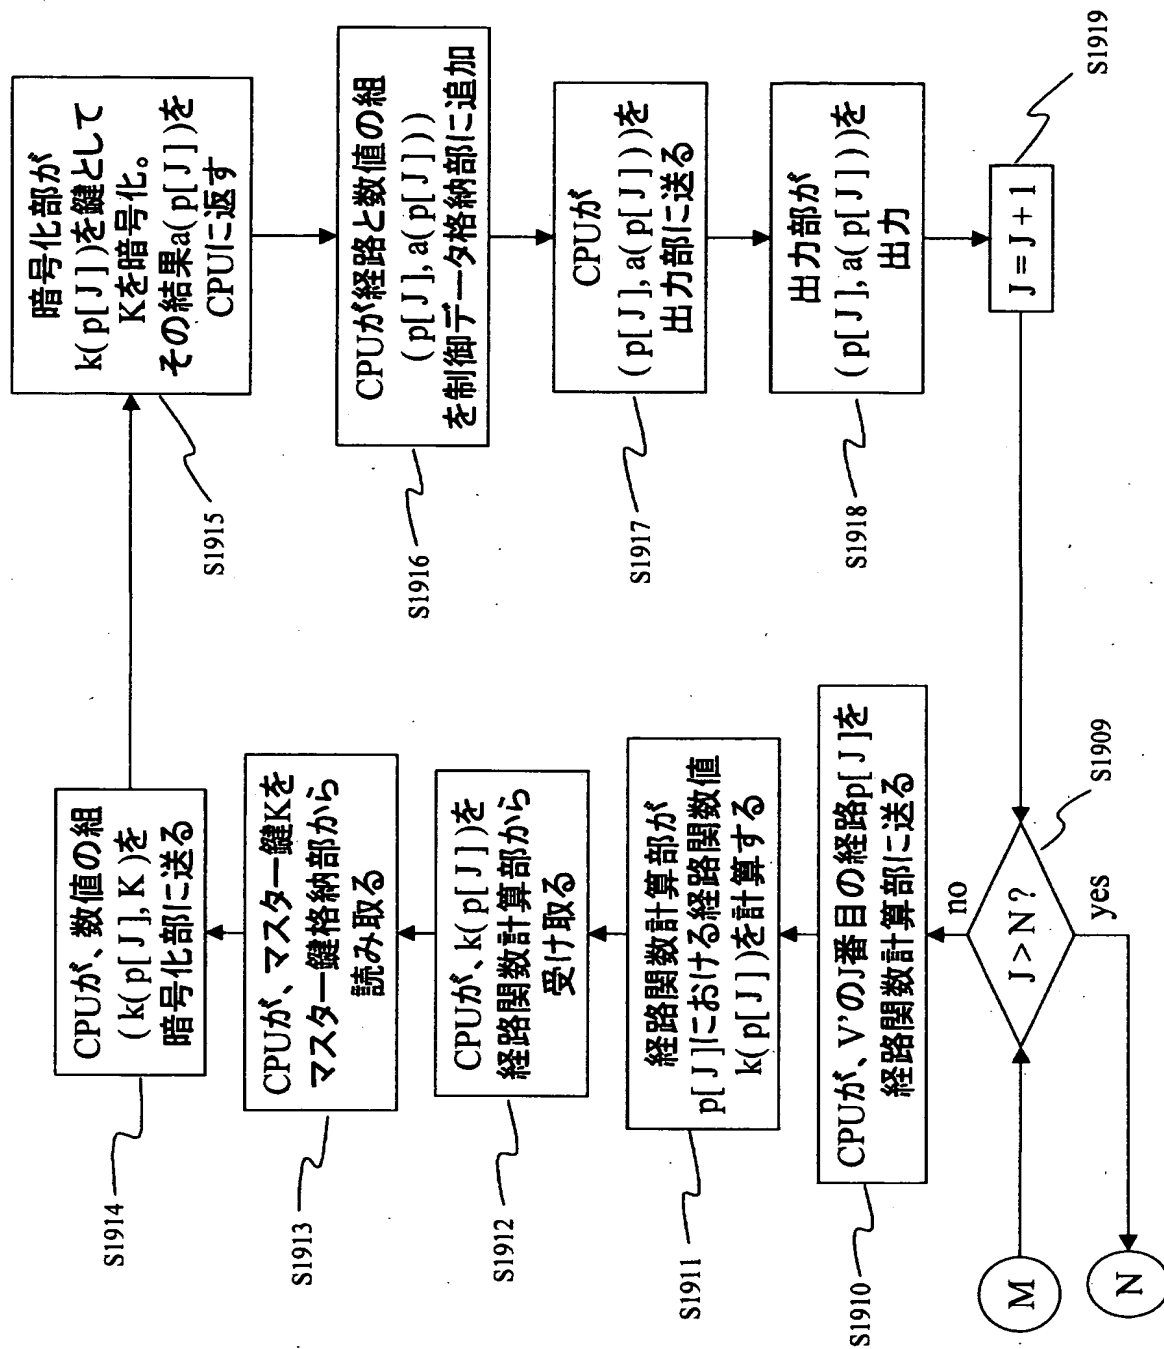 M
N
J>N?
no
yes
S1909
CPUが、V'のJ番目の経路p[J]を
経路関数計算部に送る
S1910
経路関数計算部が
p[J]における経路関数値
k(p[J])を計算する
S1911
CPUが、k(p[J])を
経路関数計算部から
受け取る
S1912
CPUが、マスター鍵Kを
マスター鍵格納部から
読み取る
S1913
CPUが、数値の組
(k(p[J],K)を
暗号化部に送る
S1914
暗号化部が
k(p[J])を鍵として
Kを暗号化。
その結果a(p[J])を
CPUに返す
S1915
CPUが経路と数値の組
(p[J],a(p[J]))
を制御データ格納部に追加
S1916
CPUが
(p[J],a(p[J]))を
出力部に送る
S1917
出力部が
(p[J],a(p[J]))を
出力
S1918
J=J+1
S1919